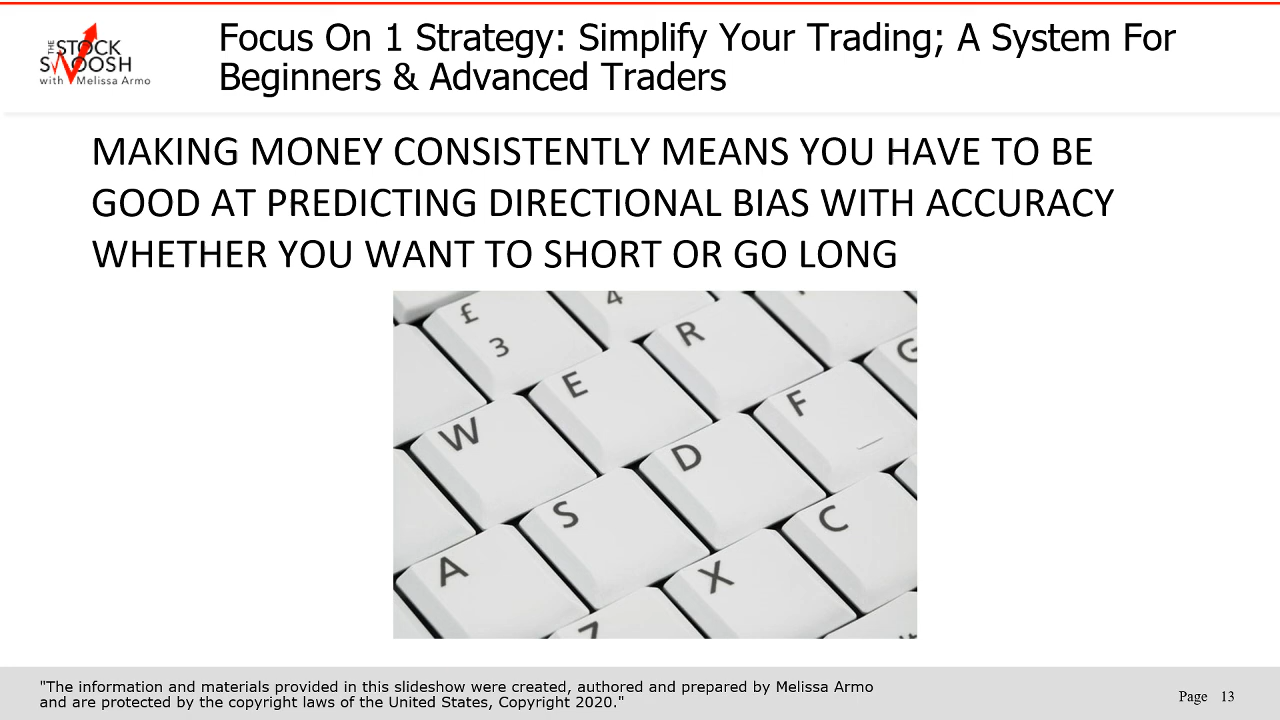 THE
STOCK
SWOOSH
with Melissa Armo
Focus On 1 Strategy: Simplify Your Trading; A System For
Beginners & Advanced Traders
MAKING MONEY CONSISTENTLY MEANS YOU HAVE TO BE
GOOD AT PREDICTING DIRECTIONAL BIAS WITH ACCURACY
WHETHER YOU WANT TO SHORT OR GO LONG
£
3
4
W
E
R
A
S
D
F
G
Z
X
C
"The information and materials provided in this slideshow were created, authored and prepared by Melissa Armo
and are protected by the copyright laws of the United States, Copyright 2020."
Page 13